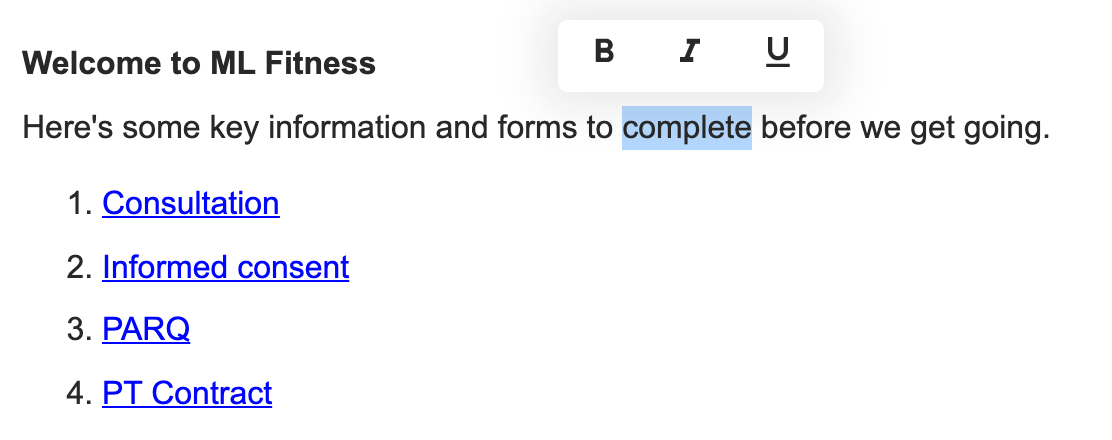 B I U
Welcome to ML Fitness
Here's some key information and forms to complete before we get going.
1. Consultation
2. Informed consent
3. PARQ
4. PT Contract